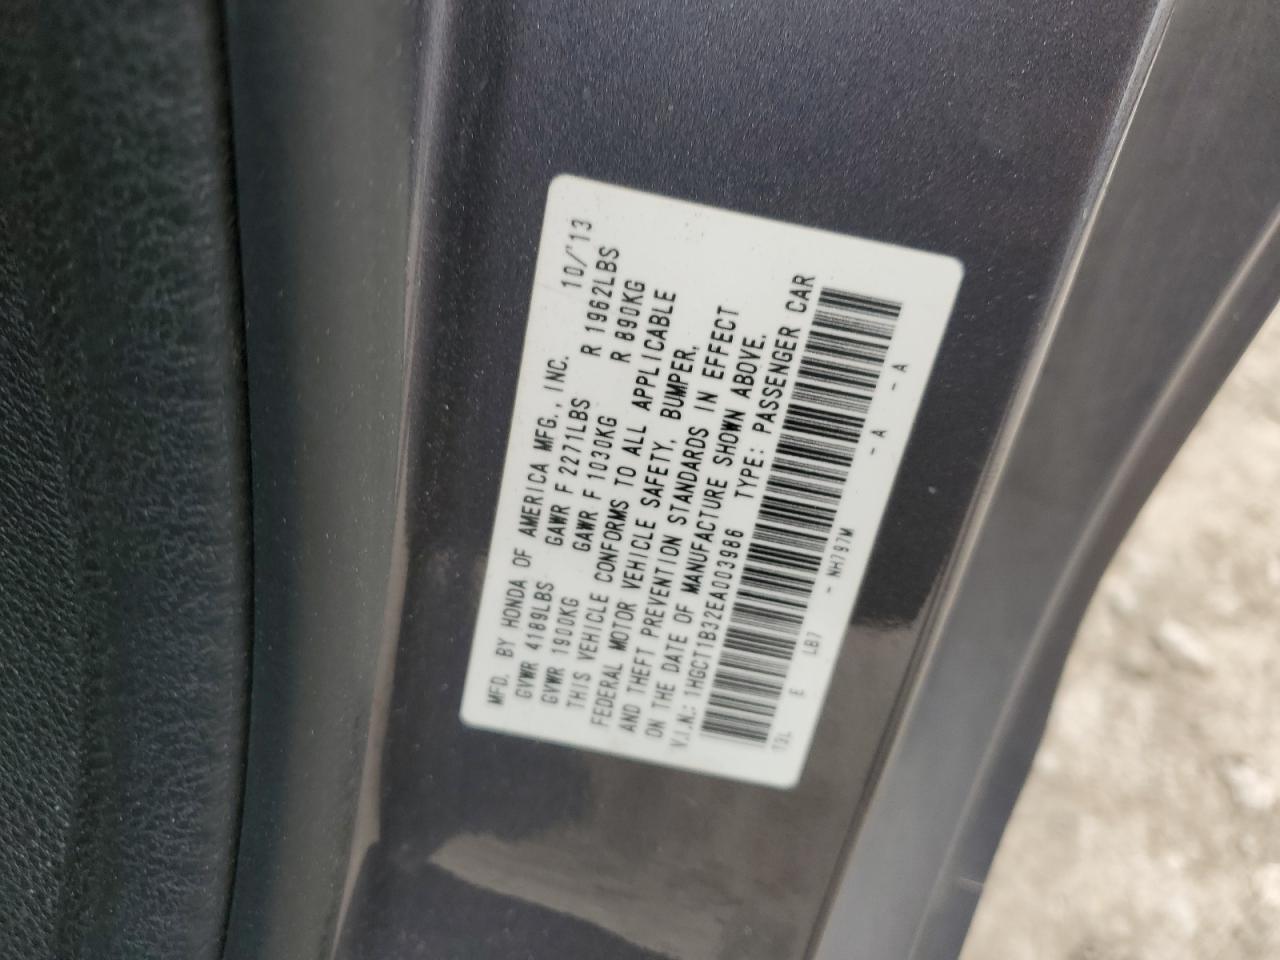 MFD. BY HONDA OF AMERICA MFG., INC. 10/'13
GVWR 4189LBS GAWR F 2271LBS R 1962LBS
GVWR 1900KG GAWR F 1030KG R 890KG
THIS VEHICLE CONFORMS TO ALL APPLICABLE
FEDERAL MOTOR VEHICLE SAFETY, BUMPER,
AND THEFT PREVENTION STANDARDS IN EFFECT
ON THE DATE OF MANUFACTURE SHOWN ABOVE.
V.I.N.: 1HGCT1B32EA003986 TYPE: PASSENGER CAR
T3L E LB7 - NH797M - A - A